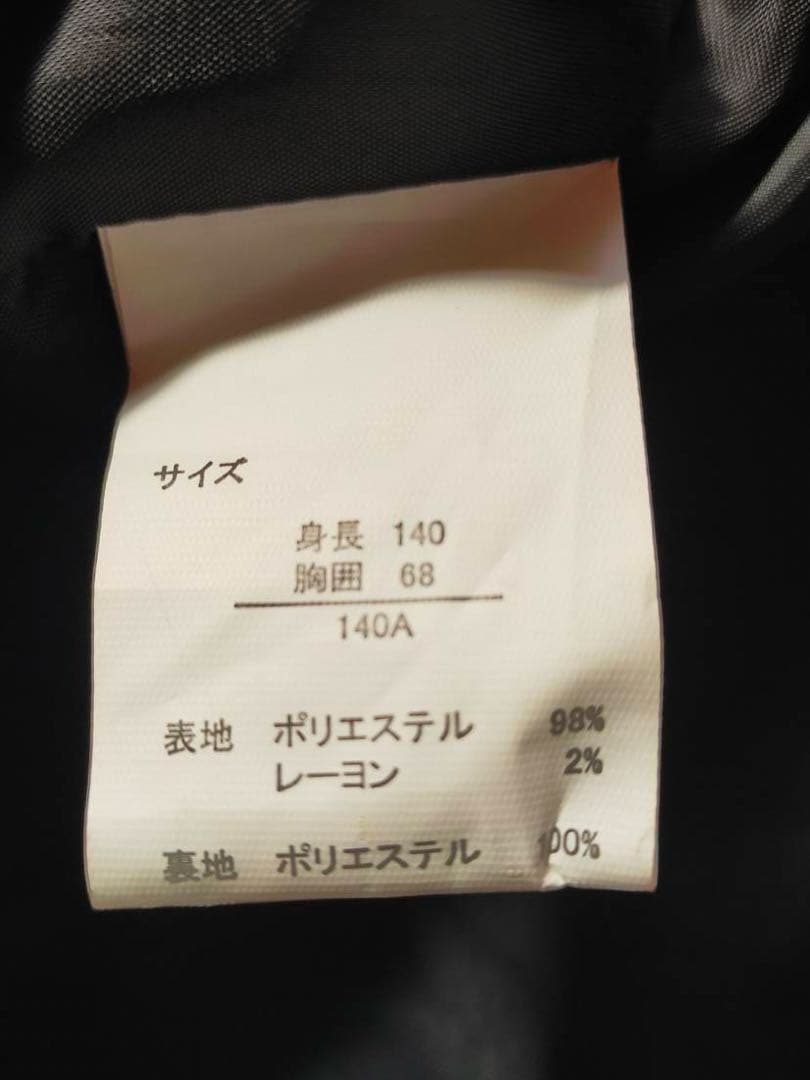 サイズ
身長 140
胸囲 68
140A
表地 ポリエステル 98%
レーヨン 2%
裏地 ポリエステル 100%